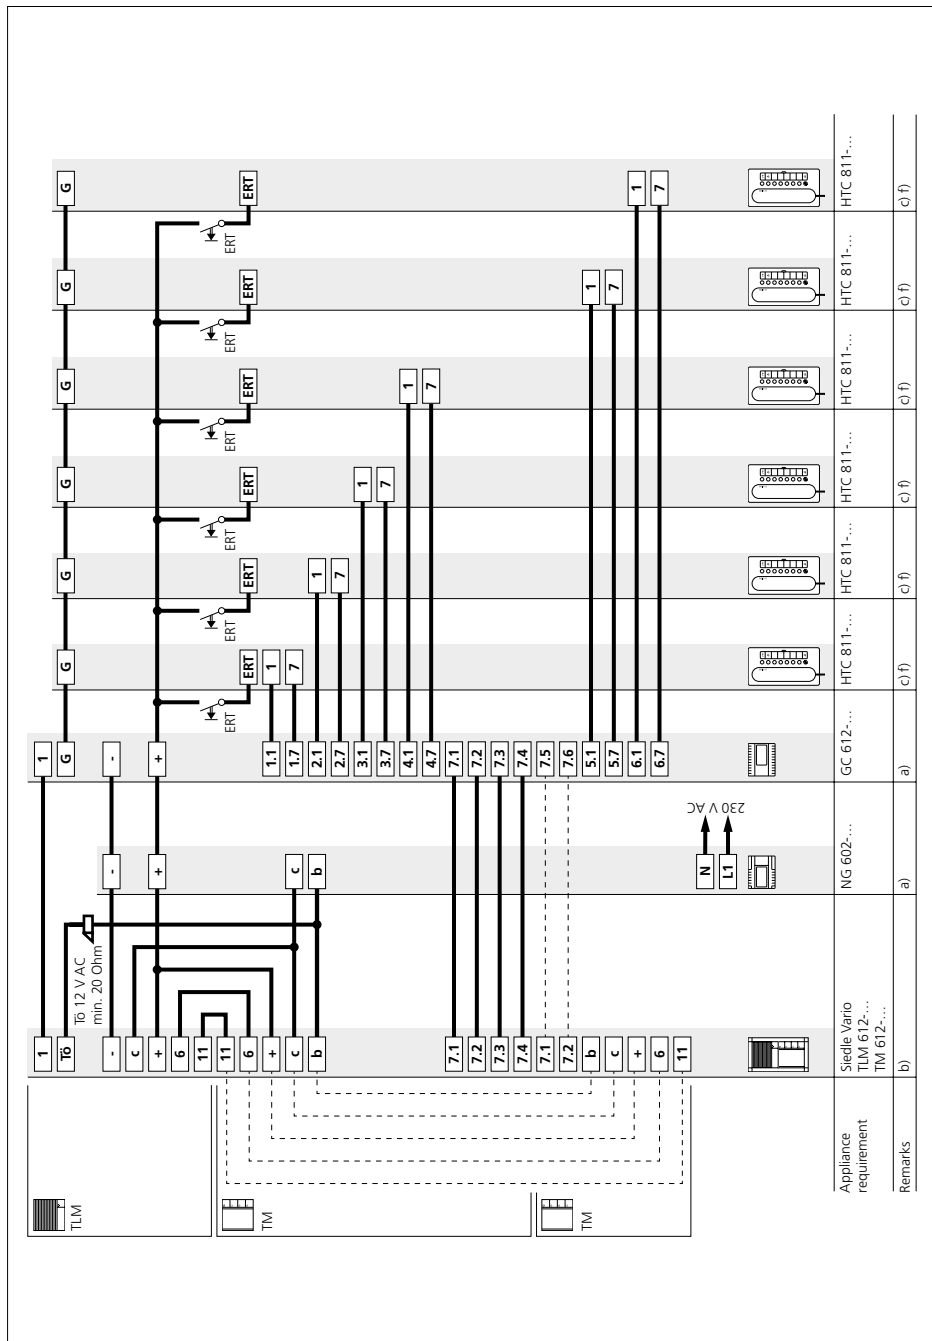 TLM
TM
TM
1
Tö
-
c
+
6
11
11
6
+
c
b
7.1
7.2
7.3
7.4
7.1
7.2
b
c
+
6
11
Siedle Vario
TLM 612-...
TM 612-...
b)
Tö 12 V AC
min. 20 Ohm
-
+
c
b
N
L1
230 V AC
NG 602-...
a)
1
G
-
+
1.1
1.7
2.1
2.7
3.1
3.7
4.1
4.7
7.1
7.2
7.3
7.4
7.5
7.6
5.1
5.7
6.1
6.7
GC 612-...
a)
G
ERT
ERT
1
7
HTC 811-...
c) f)
G
ERT
ERT
1
7
HTC 811-...
c) f)
G
ERT
ERT
1
7
HTC 811-...
c) f)
G
ERT
ERT
1
7
HTC 811-...
c) f)
G
ERT
ERT
1
7
HTC 811-...
c) f)
G
ERT
ERT
1
7
HTC 811-...
c) f)
Appliance
requirement
Remarks